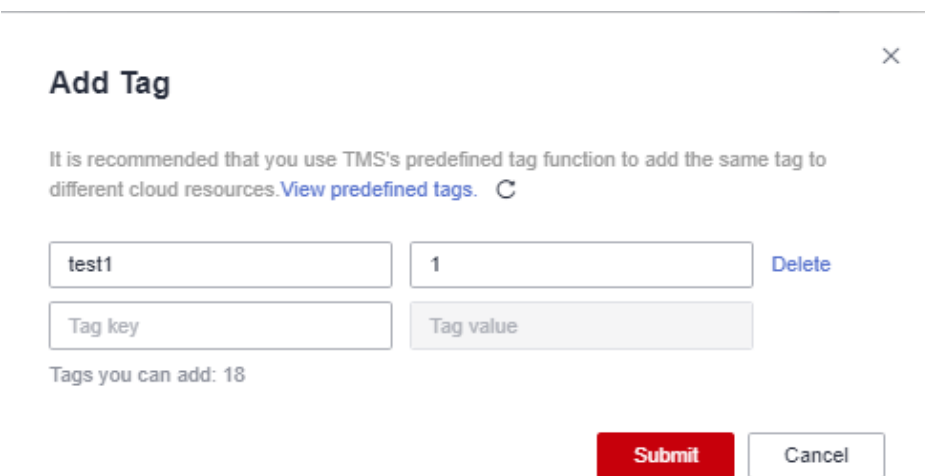 Add Tag
It is recommended that you use TMS's predefined tag function to add the same tag to
different cloud resources.View predefined tags.
test1 1 Delete
Tag key Tag value
Tags you can add: 18
Submit Cancel